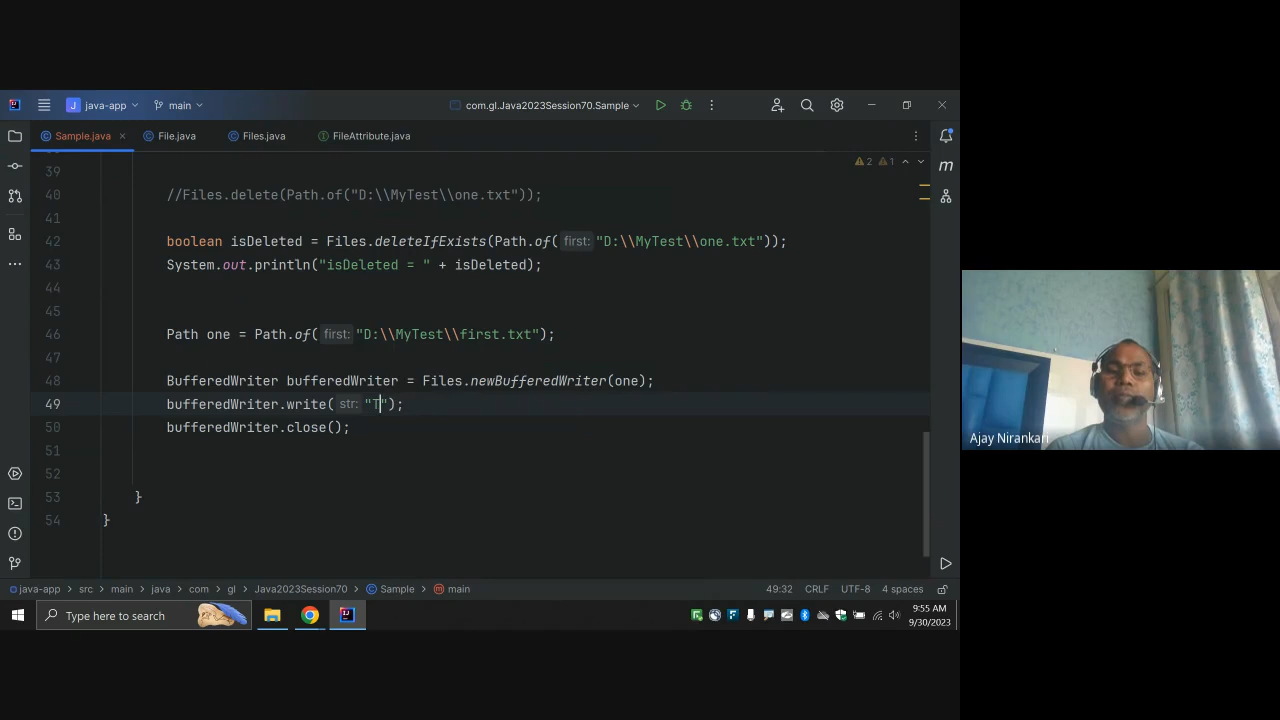 java-app main com.gl.Java2023Session70.Sample
Sample.java File.java Files.java FileAttribute.java
39 2 1
40 //Files.delete(Path.of("D:\\MyTest\\one.txt"));
41
42 boolean isDeleted = Files.deleteIfExists(Path.of( first: "D:\\MyTest\\one.txt"));
43 System.out.println("isDeleted = " + isDeleted);
44
45
46 Path one = Path.of( first: "D:\\MyTest\\first.txt");
47
48 BufferedWriter bufferedWriter = Files.newBufferedWriter(one);
49 bufferedWriter.write( str: "T");
50 bufferedWriter.close();
51
52
53 }
54 }
java-app > src > main > java > com > gl > Java2023Session70 > Sample > main 49:32 CRLF UTF-8 4 spaces
Type here to search 9:55 AM
9/30/2023
Ajay Nirankari